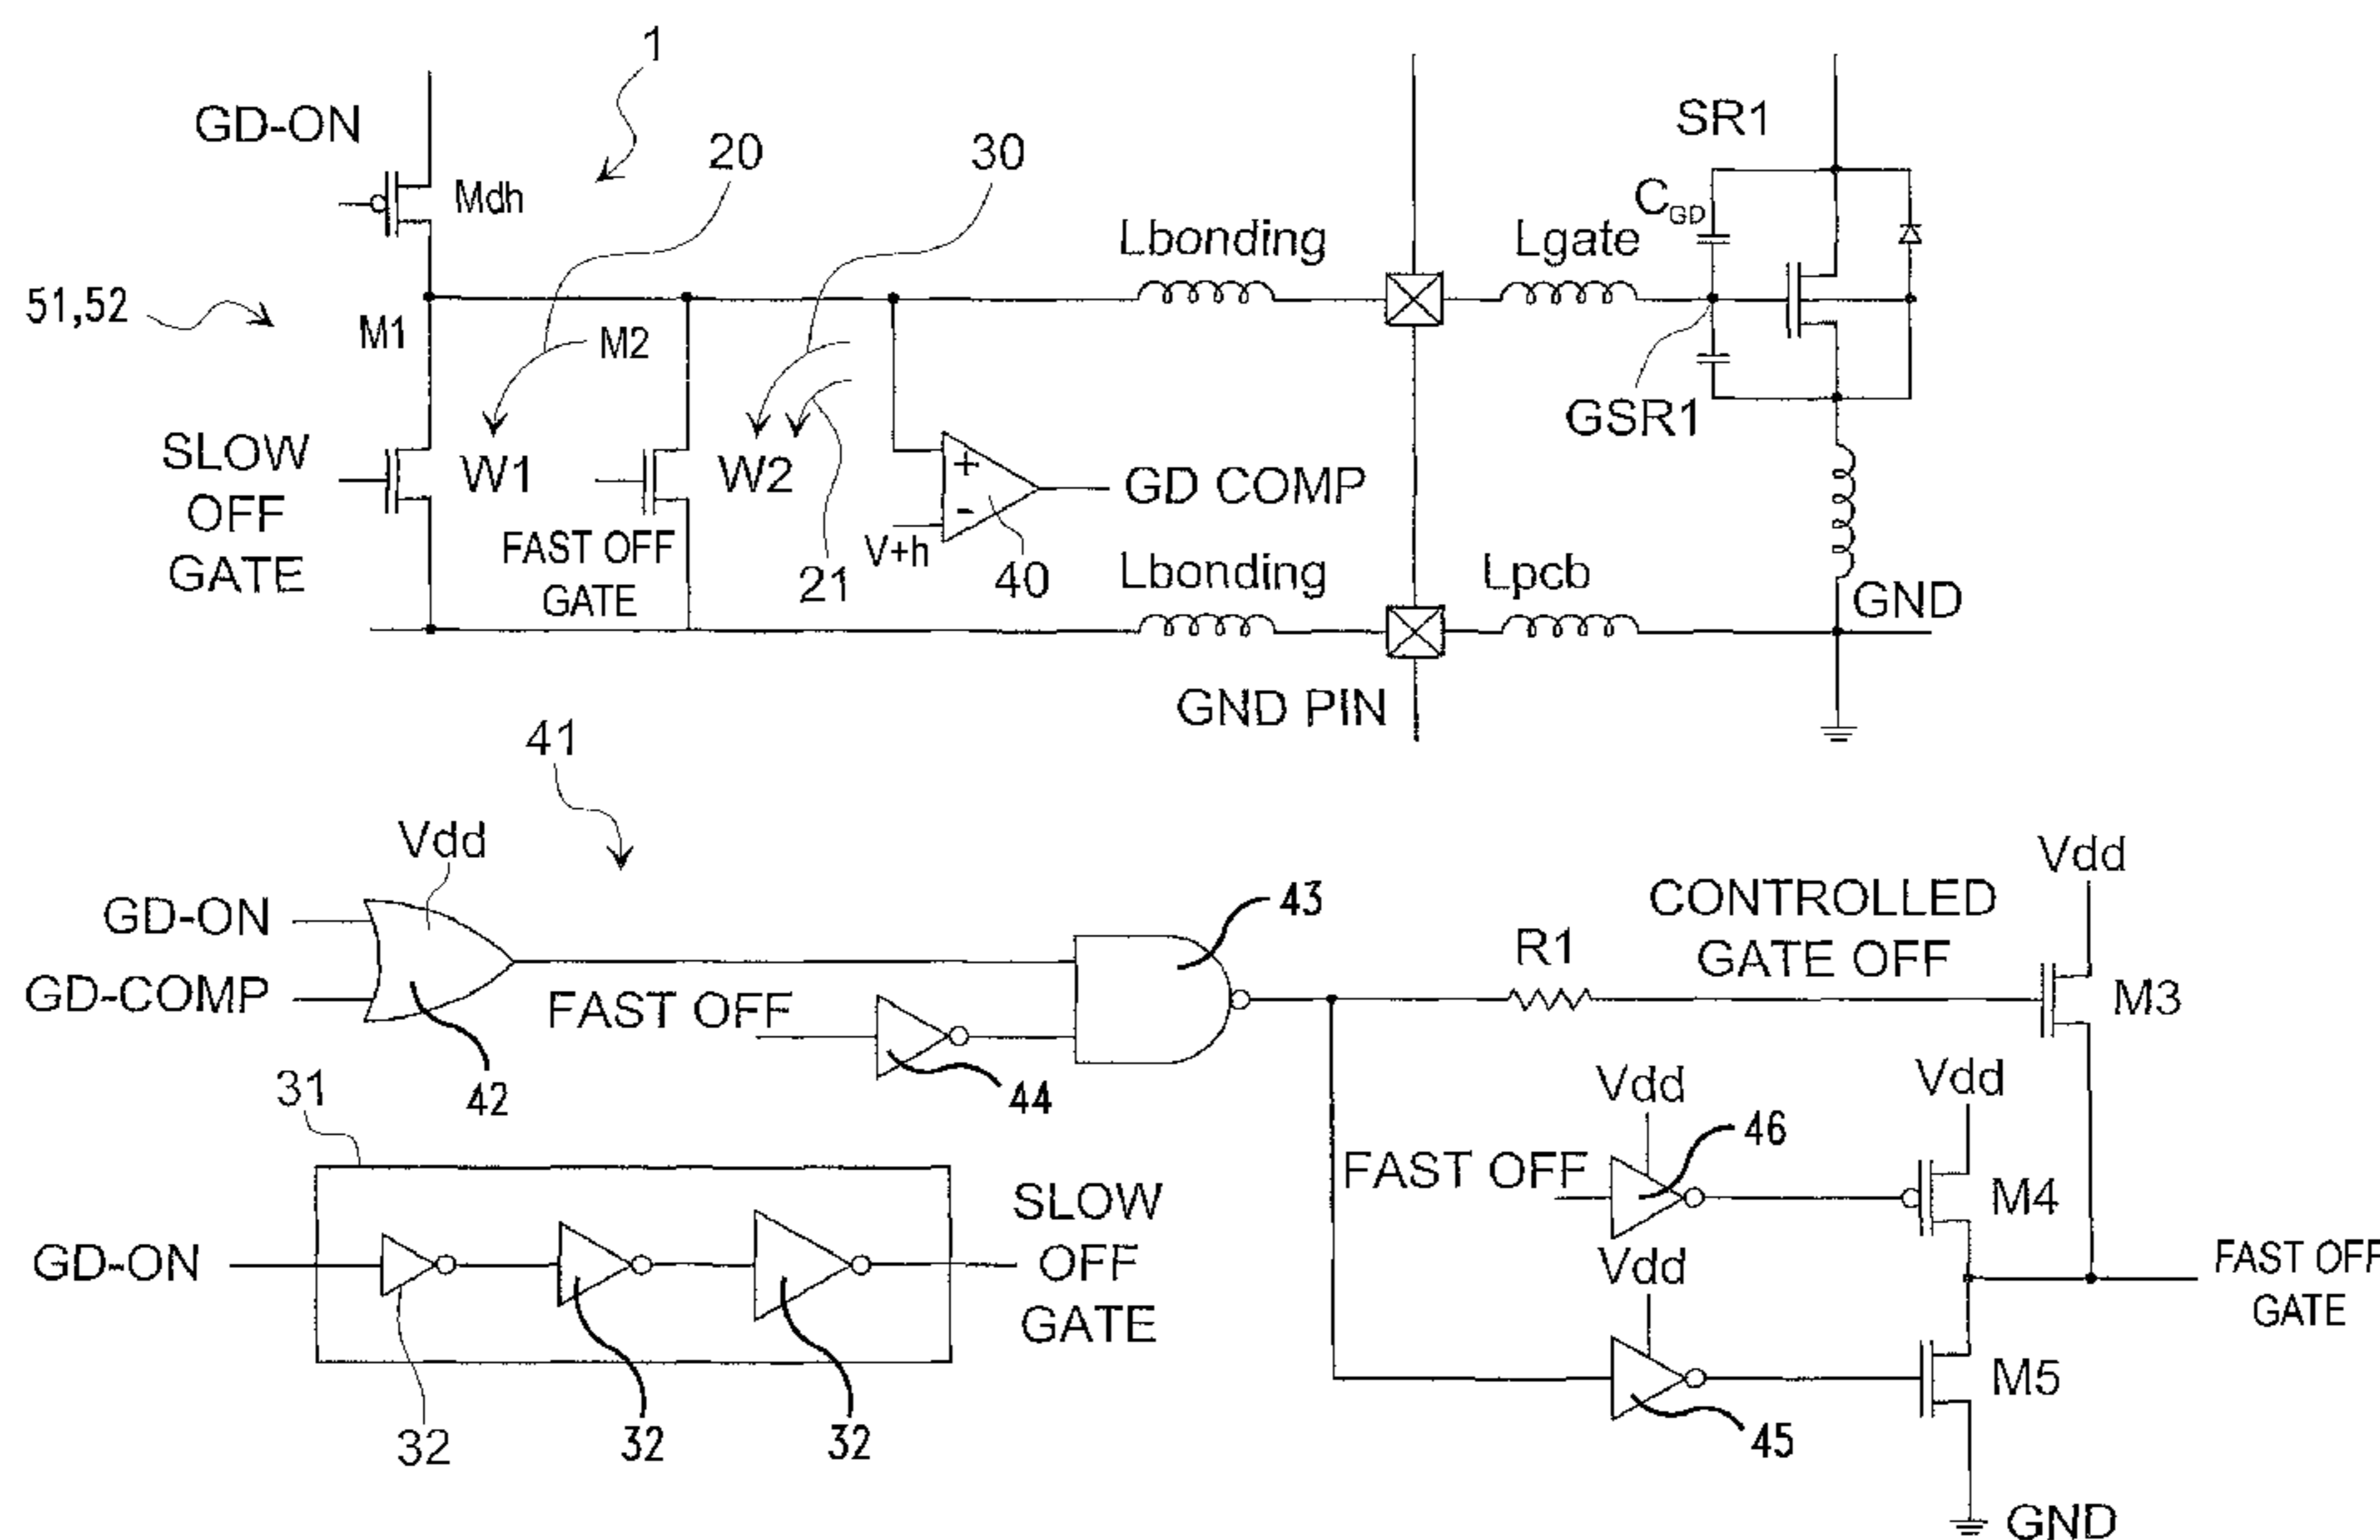 1
GD-ON
20
30
SR1
Mdh
C_GD
Lbonding
Lgate
51,52
M1
M2
GSR1
SLOW
OFF
GATE
W1
W2
+
-
GD COMP
FAST OFF
GATE
V+h
21
40
Lbonding
Lpcb
GND
GND PIN
41
Vdd
Vdd
43
GD-ON
CONTROLLED
GATE OFF
R1
GD-COMP
FAST OFF
M3
42
44
31
Vdd
Vdd
46
FAST OFF
M4
SLOW
OFF
GATE
GD-ON
Vdd
FAST OFF
GATE
M5
32
32
32
45
GND